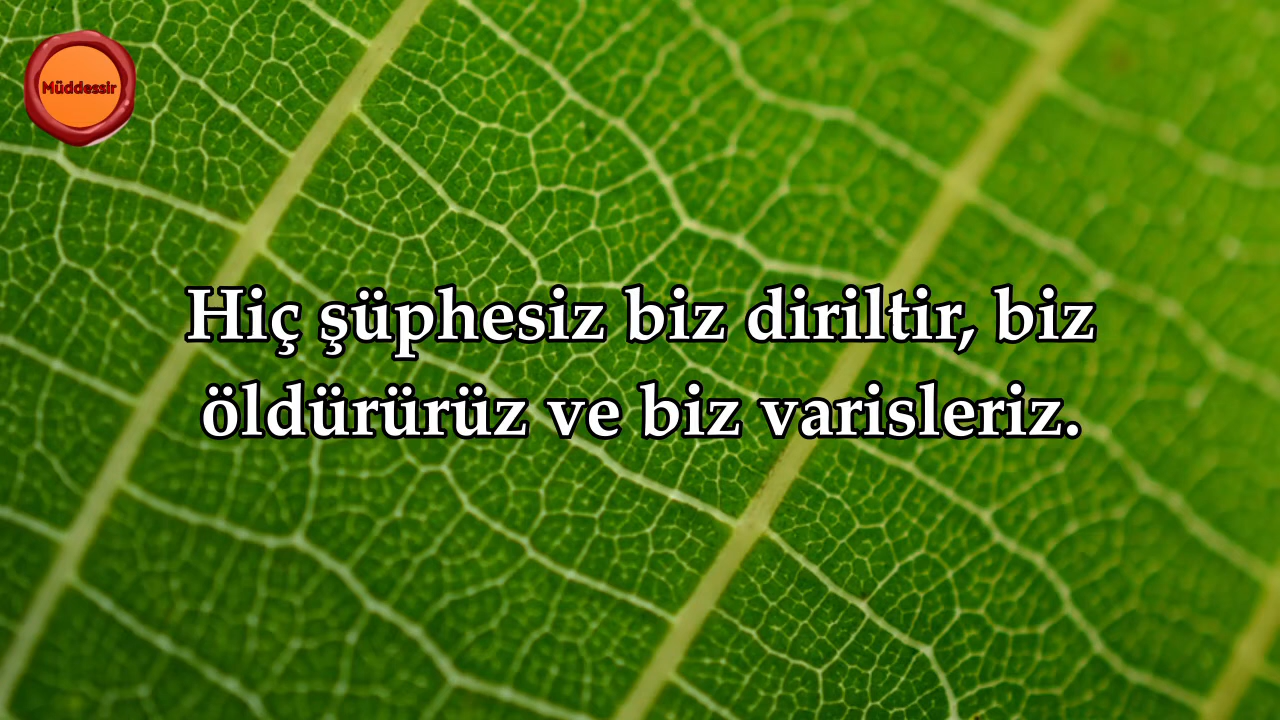 Müddessir
Hiç şüphesiz biz diriltir, biz
öldürürüz ve biz varisleriz.